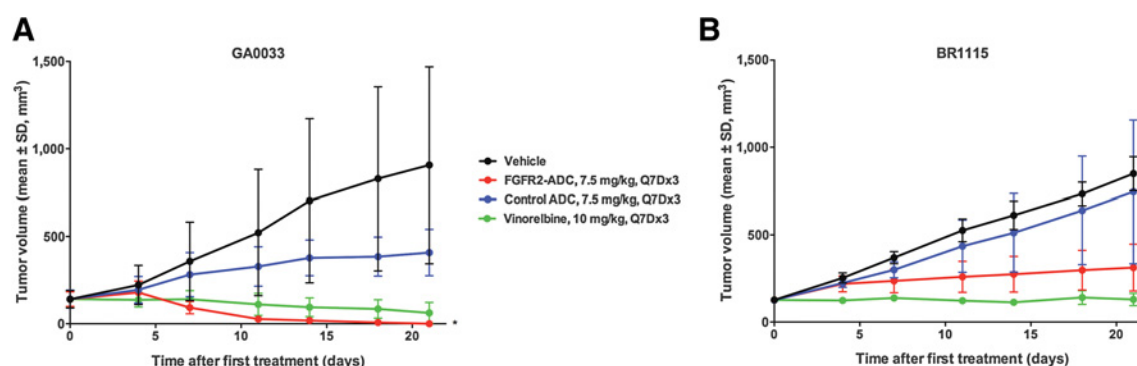 A
GA0033
Tumor volume (mean ± SD, mm³)
1,500
1,000
500
0
0 5 10 15 20
*
Time after first treatment (days)
Vehicle
FGFR2-ADC, 7.5 mg/kg, Q7Dx3
Control ADC, 7.5 mg/kg, Q7Dx3
Vinorelbine, 10 mg/kg, Q7Dx3
B
BR1115
Tumor volume (mean ± SD, mm³)
1,500
1,000
500
0
10 5 10 15 20
Time after first treatment (days)